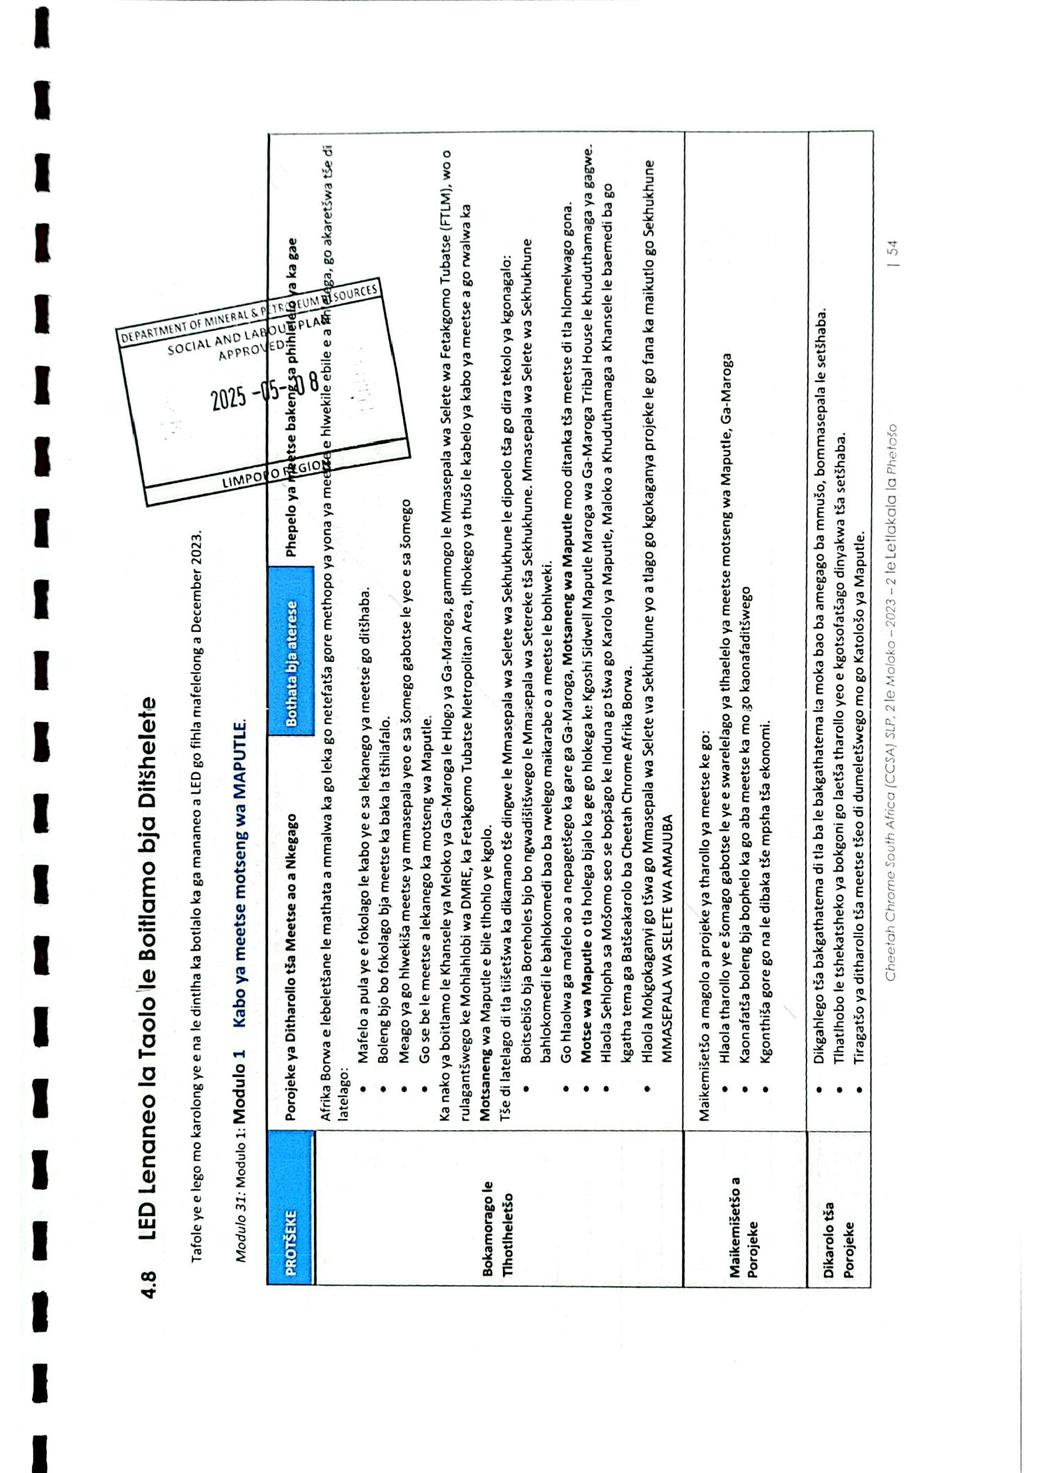 4.8 LED Lenaneo la Taolo le Boitlamo bja Ditšhelete
Tafole ye e lego mo karolong ye e na le dintlha ka botlalo ka ga mananeo a LED go fihla mafelelong a December 2023.
Modulo 31: Modulo 1: Modulo 1 Kabo ya meetse motseng wa MAPUTLE.
DEPARTMENT OF MINERAL & PETROLEUM RESOURCES
SOCIAL AND LABOUR PLAN
APPROVED
2025 -05- 08
LIMPOPO REGION
PROTŠEKE Porojeke ya Ditharollo tša Meetse ao a Nkegago Bothata bja aterese Phepelo ya meetse bakeng sa phihlelelo ya ka gae
Bokamorago le
Tlhotlheletšo
Afrika Borwa e lebeletšane le mathata a mmalwa ka go leka go netefatša gore methopo ya yona ya meetse e hlwekile ebile e a go akaretšwa tše di
latelago:
• Mafelo a pula ye e fokolago le kabo ye e sa lekanego ya meetse go ditšhaba.
• Boleng bjo bo fokolago bja meetse ka baka la tšhilafalo.
• Meago ya go hlwekiša meetse ya mmasepala yeo e sa šomego gabotse le yeo e sa šomego
• Go se be le meetse a lekanego ka motseng wa Maputle.
Ka nako ya boitlamo le Khansele ya Meloko ya Ga-Maroga le Hlogo ya Ga-Maroga, gammogo le Mmasepala wa Selete wa Fetakgomo Tubatse (FTLM), wo o
rulagantšwego ke Mohlahlobi wa DMRE, ka Fetakgomo Tubatse Metropolitan Area, tlhokego ya thušo le kabelo ya kabo ya meetse a go rwalwa ka
Motsaneng wa Maputle e bile tlhohlo ye kgolo.
Tše di latelago di tla tiišetšwa ka dikamano tše dingwe le Mmasepala wa Selete wa Sekhukhune le dipoelo tša go dira tekolo ya kgonagalo:
• Boitsebišo bja Boreholes bjo bo ngwadišitšwego le Mmasepala wa Setereke tša Sekhukhune. Mmasepala wa Selete wa Sekhukhune
bahlokomedi le bahlokomedi bao ba rwelego maikarabe o a meetse le bohlweki.
• Go hlaolwa ga mafelo ao a nepagetšego ka gare ga Ga-Maroga, Motsaneng wa Maputle moo ditanka tša meetse di tla hlomelwago gona.
• Motse wa Maputle o tla holega bjalo ka ge go hlokega ke Kgoshi Sidwell Maputle Maroga wa Ga-Maroga Tribal House le khuduthamaga ya gagwe.
• Hlaola Sehlopha sa Mošomo seo se bopšago ke Induna go tšwa go Karolo ya Maputle, Maloko a Khuduthamaga a Khansele le baemedi ba go
kgatha tema ga Batšeakarolo ba Cheetah Chrome Afrika Borwa.
• Hlaola Mokgokaganyi go tšwa go Mmasepala wa Selete wa Sekhukhune yo a tlago go kgokaganya projeke le go fana ka maikutlo go Sekhukhune
MMASEPALA WA SELETE WA AMAJUBA
Maikemišetšo a
Porojeke
Maikemišetšo a magolo a projeke ya tharollo ya meetse ke go:
• Hlaola tharollo ye e šomago gabotse le ye e swarelelago ya tlhaelelo ya meetse motseng wa Maputle, Ga-Maroga
• Kaonafatša boleng bja bophelo ka go aba meetse ka mo go kaonafaditšwego
• Kgonthiša gore go na le dibaka tše mpsha tša ekonomi.
Dikarolo tša
Porojeke
• Dikgahlego tša bakgathatema di tla ba le bakgathatema ka moka bao ba amegago ba mmušo, bommasepala le setšhaba.
• Tlhatlhobo le tshekatsheko ya bokgoni go laetša tharollo yeo e kgotsofatšago dinyakwa tša setšhaba.
• Tiragatšo ya ditharollo tša meetse tšeo di dumeletšwego mo go Katološo ya Maputle.
Cheetah Chrome South Africa (CCSA) SLP, 2 le Moloko – 2023 – 2 le Letlakala la Phetošo | 54